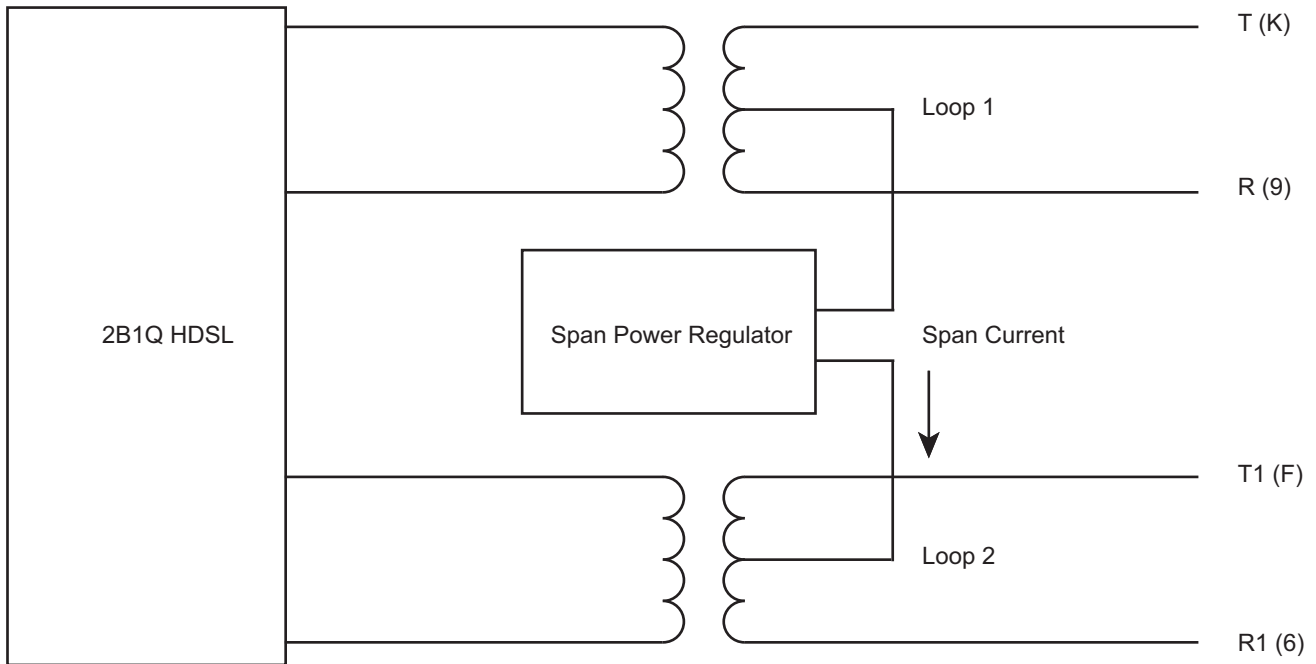 T (K)
Loop 1
R (9)
2B1Q HDSL
Span Power Regulator
Span Current
T1 (F)
Loop 2
R1 (6)